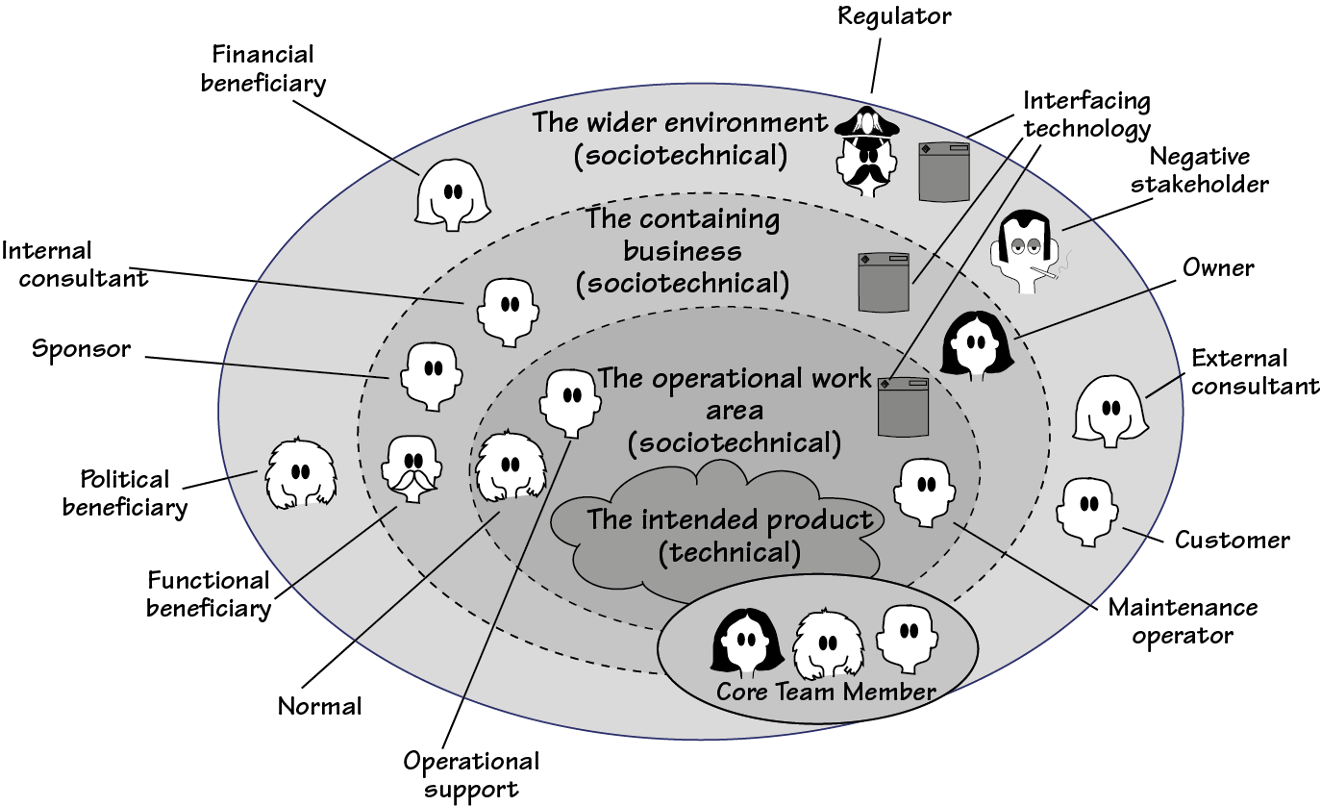 Regulator
Financial
beneficiary
Interfacing
technology
The wider environment
(sociotechnical)
Negative
stakeholder
The containing
business
(sociotechnical)
Internal
consultant
Owner
Sponsor
External
consultant
The operational work
area
(sociotechnical)
Political
beneficiary
The intended product
(technical)
Customer
Functional
beneficiary
Maintenance
operator
Core Team Member
Normal
Operational
support